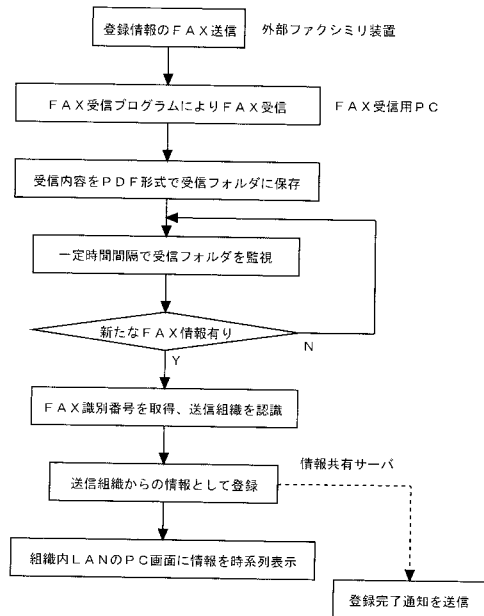 登録情報のＦＡＸ送信
外部ファクシミリ装置
ＦＡＸ受信プログラムによりＦＡＸ受信
ＦＡＸ受信用ＰＣ
受信内容をＰＤＦ形式で受信フォルダに保存
一定時間間隔で受信フォルダを監視
新たなＦＡＸ情報有り
N
Y
ＦＡＸ識別番号を取得、送信組織を認識
情報共有サーバ
送信組織からの情報として登録
組織内ＬＡＮのＰＣ画面に情報を時系列表示
登録完了通知を送信